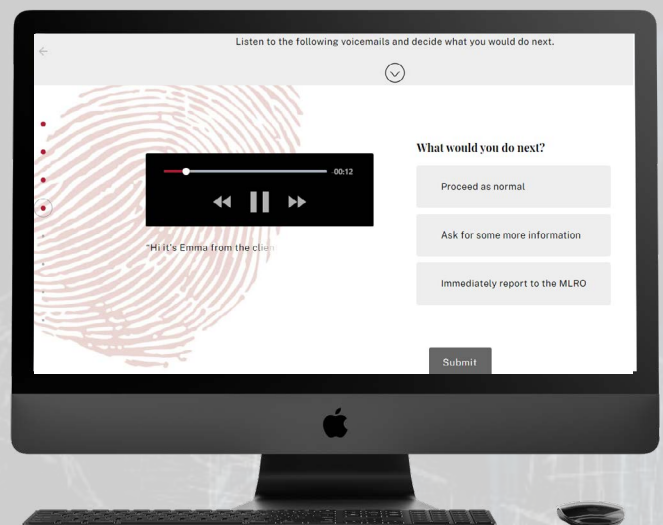 Listen to the following voicemails and decide what you would do next.
What would you do next?
-00:12
Proceed as normal
"Hi it's Emma from the clien
Ask for some more information
Immediately report to the MLRO
Submit